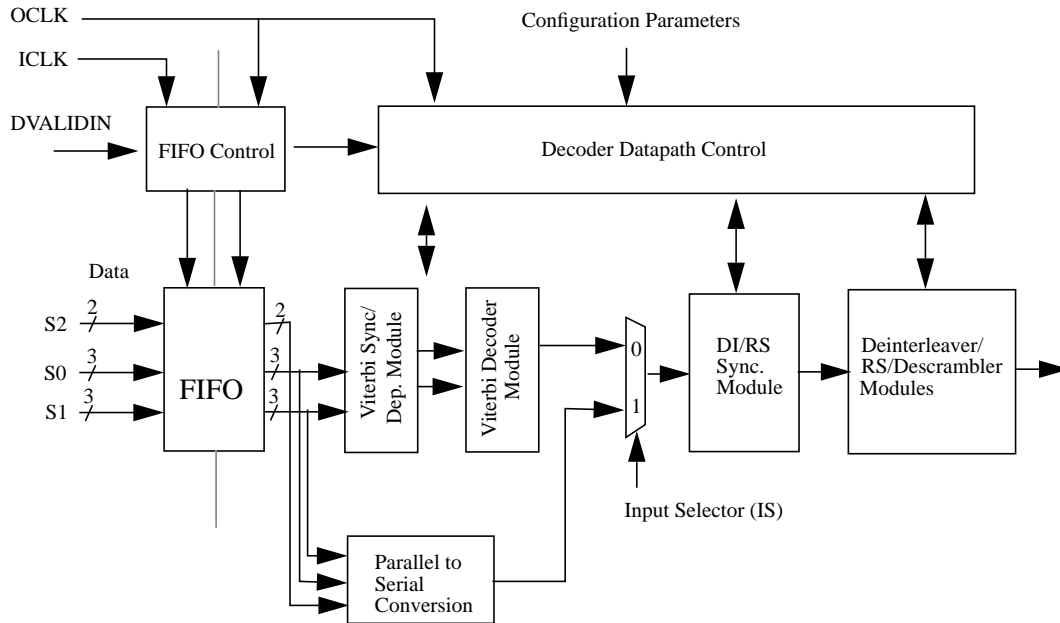 OCLK
Configuration Parameters
ICLK
DVALIDIN
FIFO Control
Decoder Datapath Control
Data
S2
2
S0
3
S1
3
FIFO
2
3
3
Viterbi Sync/
Dep. Module
Viterbi Decoder
Module
0
1
DI/RS
Sync.
Module
Deinterleaver/
RS/Descrambler
Modules
Input Selector (IS)
Parallel to
Serial
Conversion